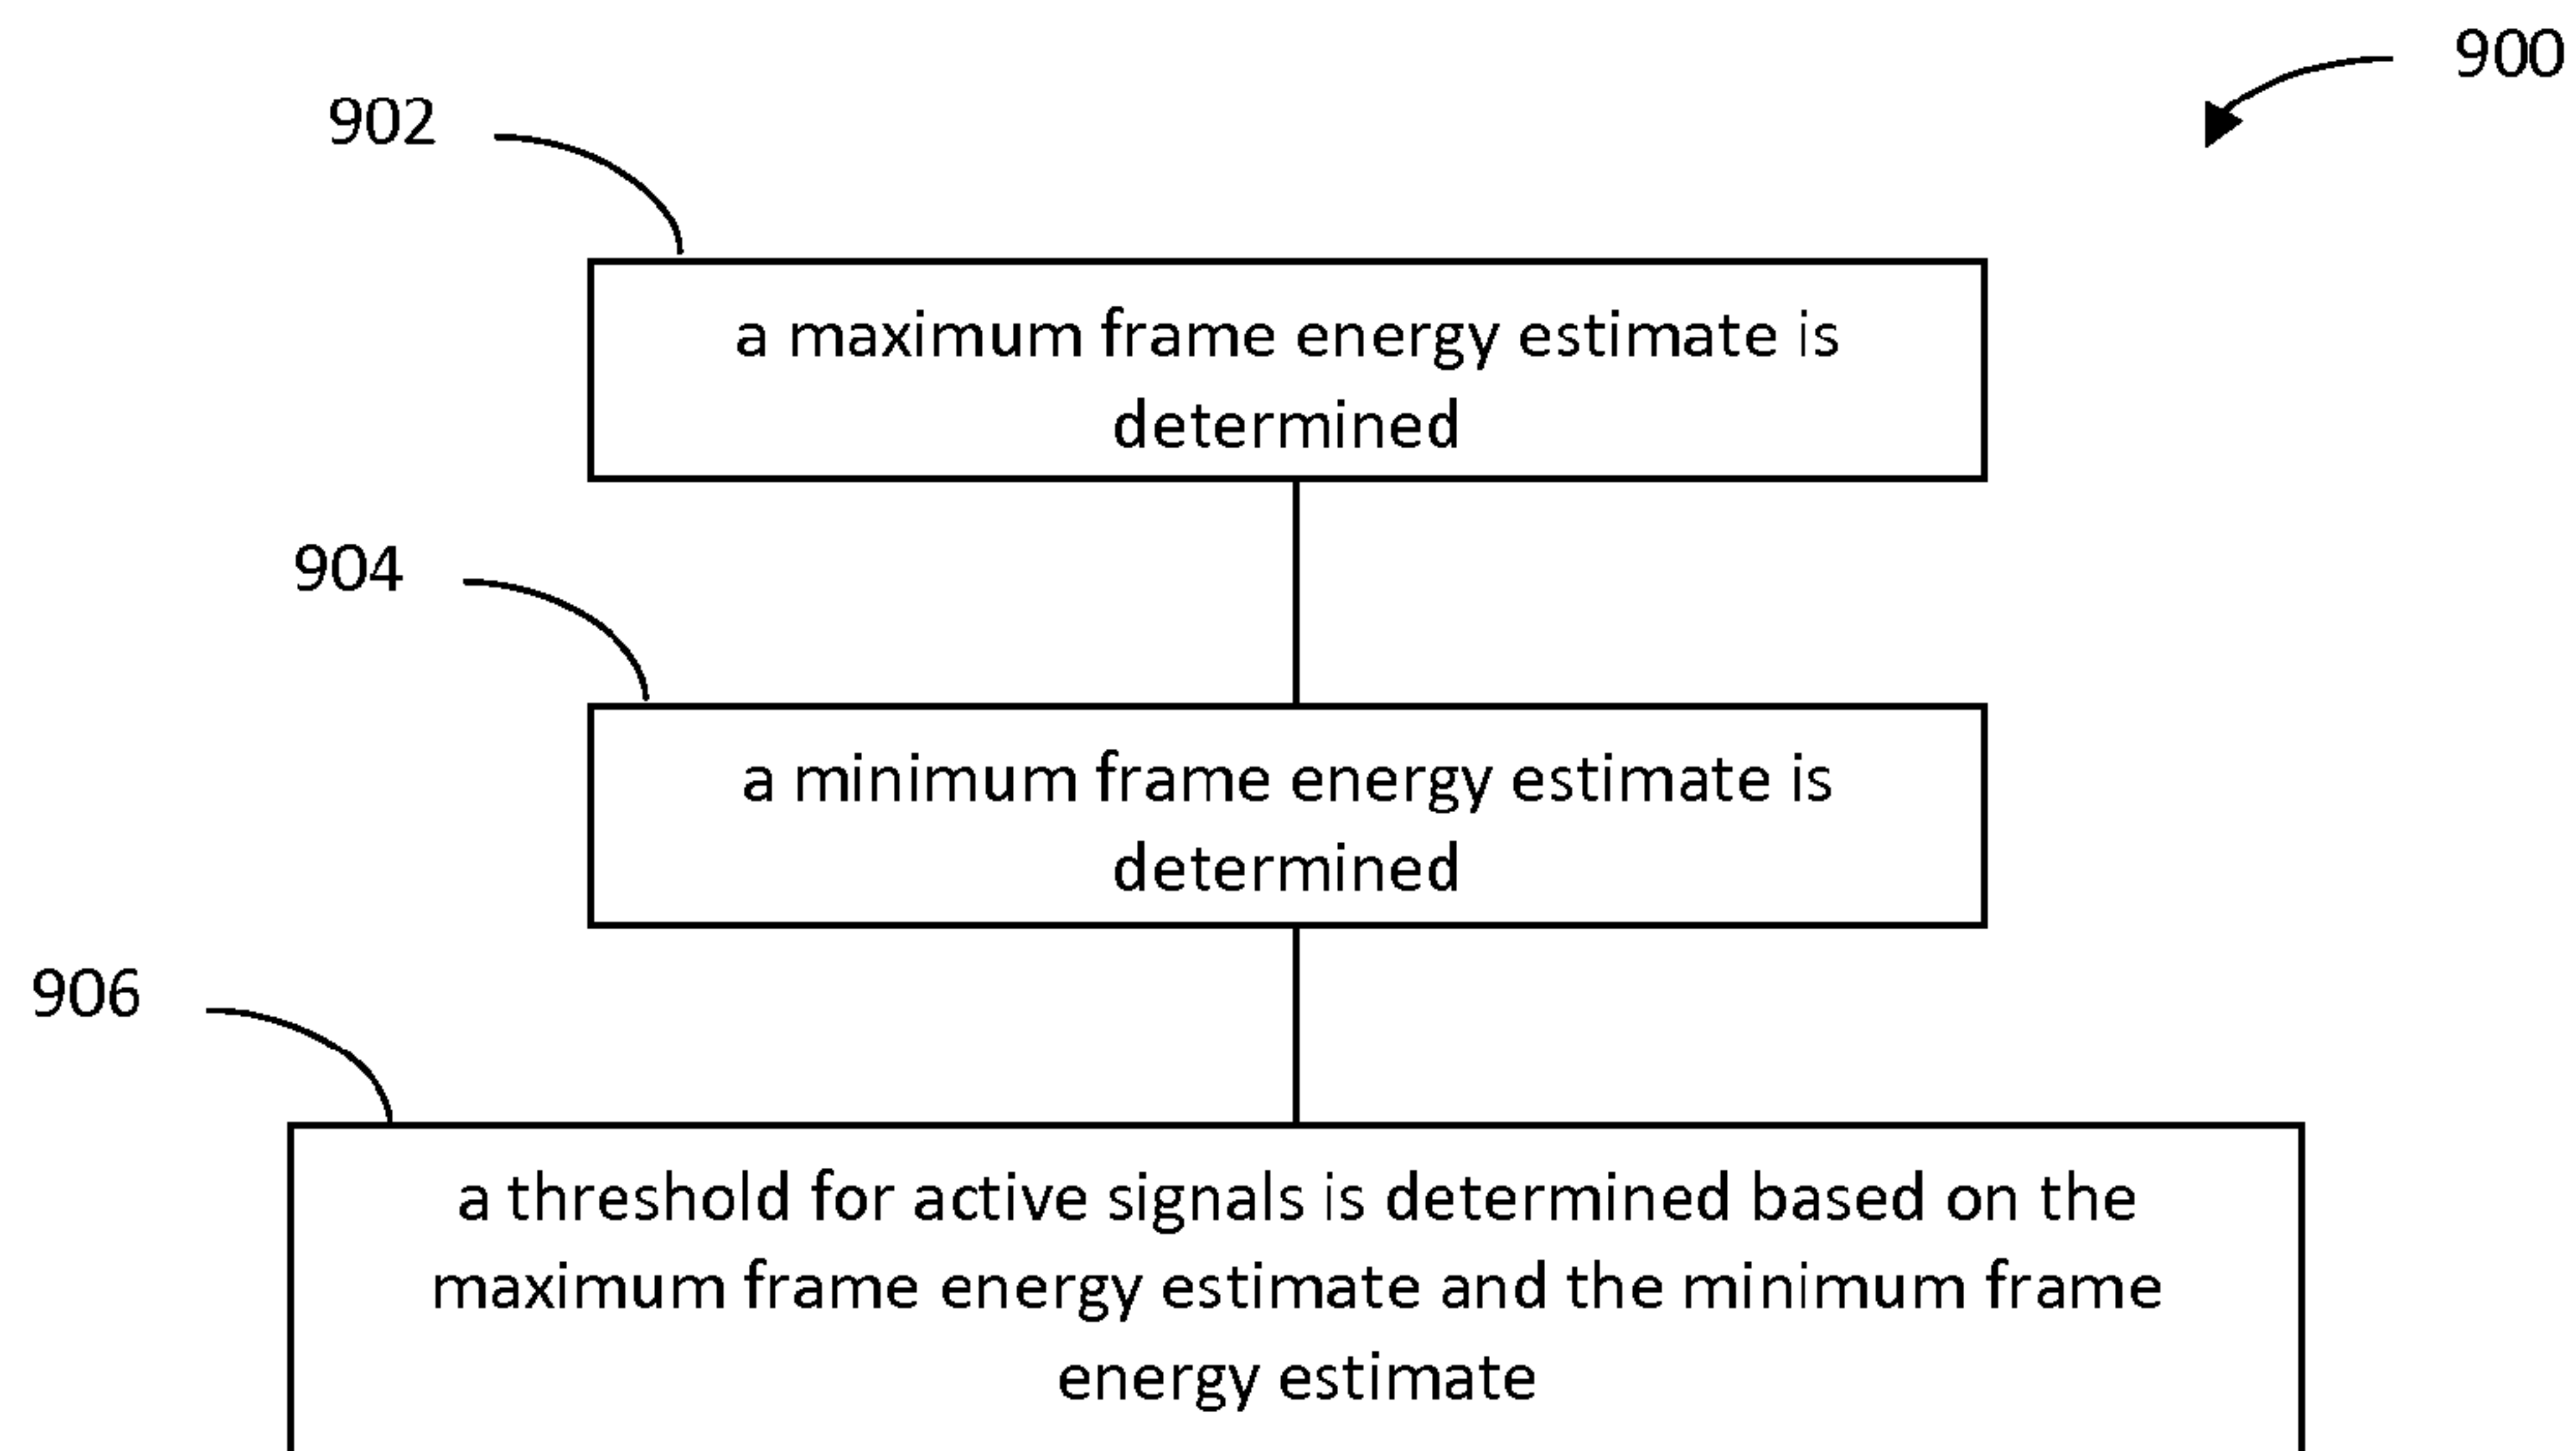 900
902
a maximum frame energy estimate is
determined
904
a minimum frame energy estimate is
determined
906
a threshold for active signals is determined based on the
maximum frame energy estimate and the minimum frame
energy estimate